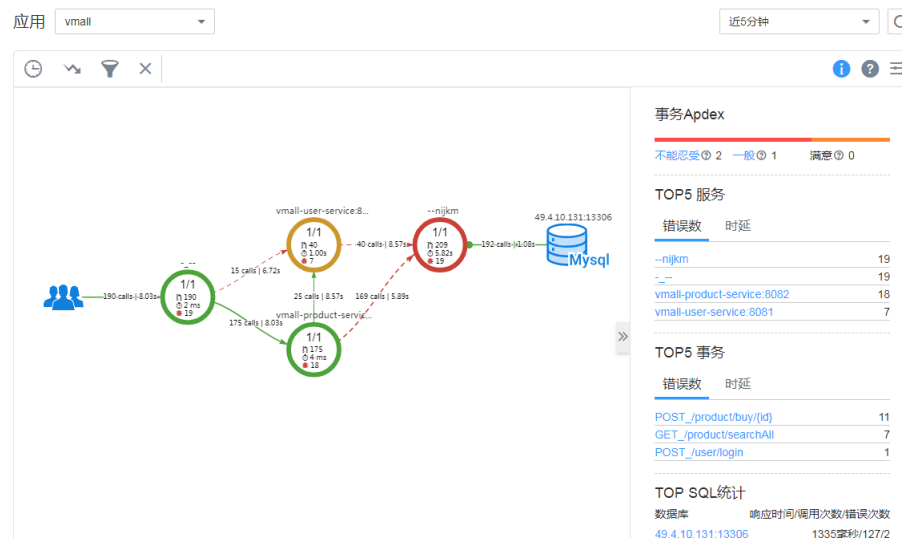 应用 vmall 近5分钟
事务Apdex
不能忍受 2 一般 1 满意 0
TOP5 服务
错误数 时延
--nijkm 19
-_-- 19
vmall-product-service:8082 18
vmall-user-service:8081 7
TOP5 事务
错误数 时延
POST_/product/buy/{id} 11
GET_/product/searchAll 7
POST_/user/login 1
TOP SQL统计
数据库 响应时间/调用次数/错误次数
49.4.10.131:13306 1335毫秒/127/2
vmall-user-service:8...
1/1
40
1.00s
7
--nijkm
1/1
209
5.82s
19
49.4.10.131:13306
Mysql
40 calls | 8.57s
192 calls | 1.08s
15 calls | 6.72s
1/1
190
2 ms
19
190 calls | 8.03s
25 calls | 8.57s
169 calls | 5.89s
175 calls | 8.03s
vmall-product-servic...
1/1
175
4 ms
18